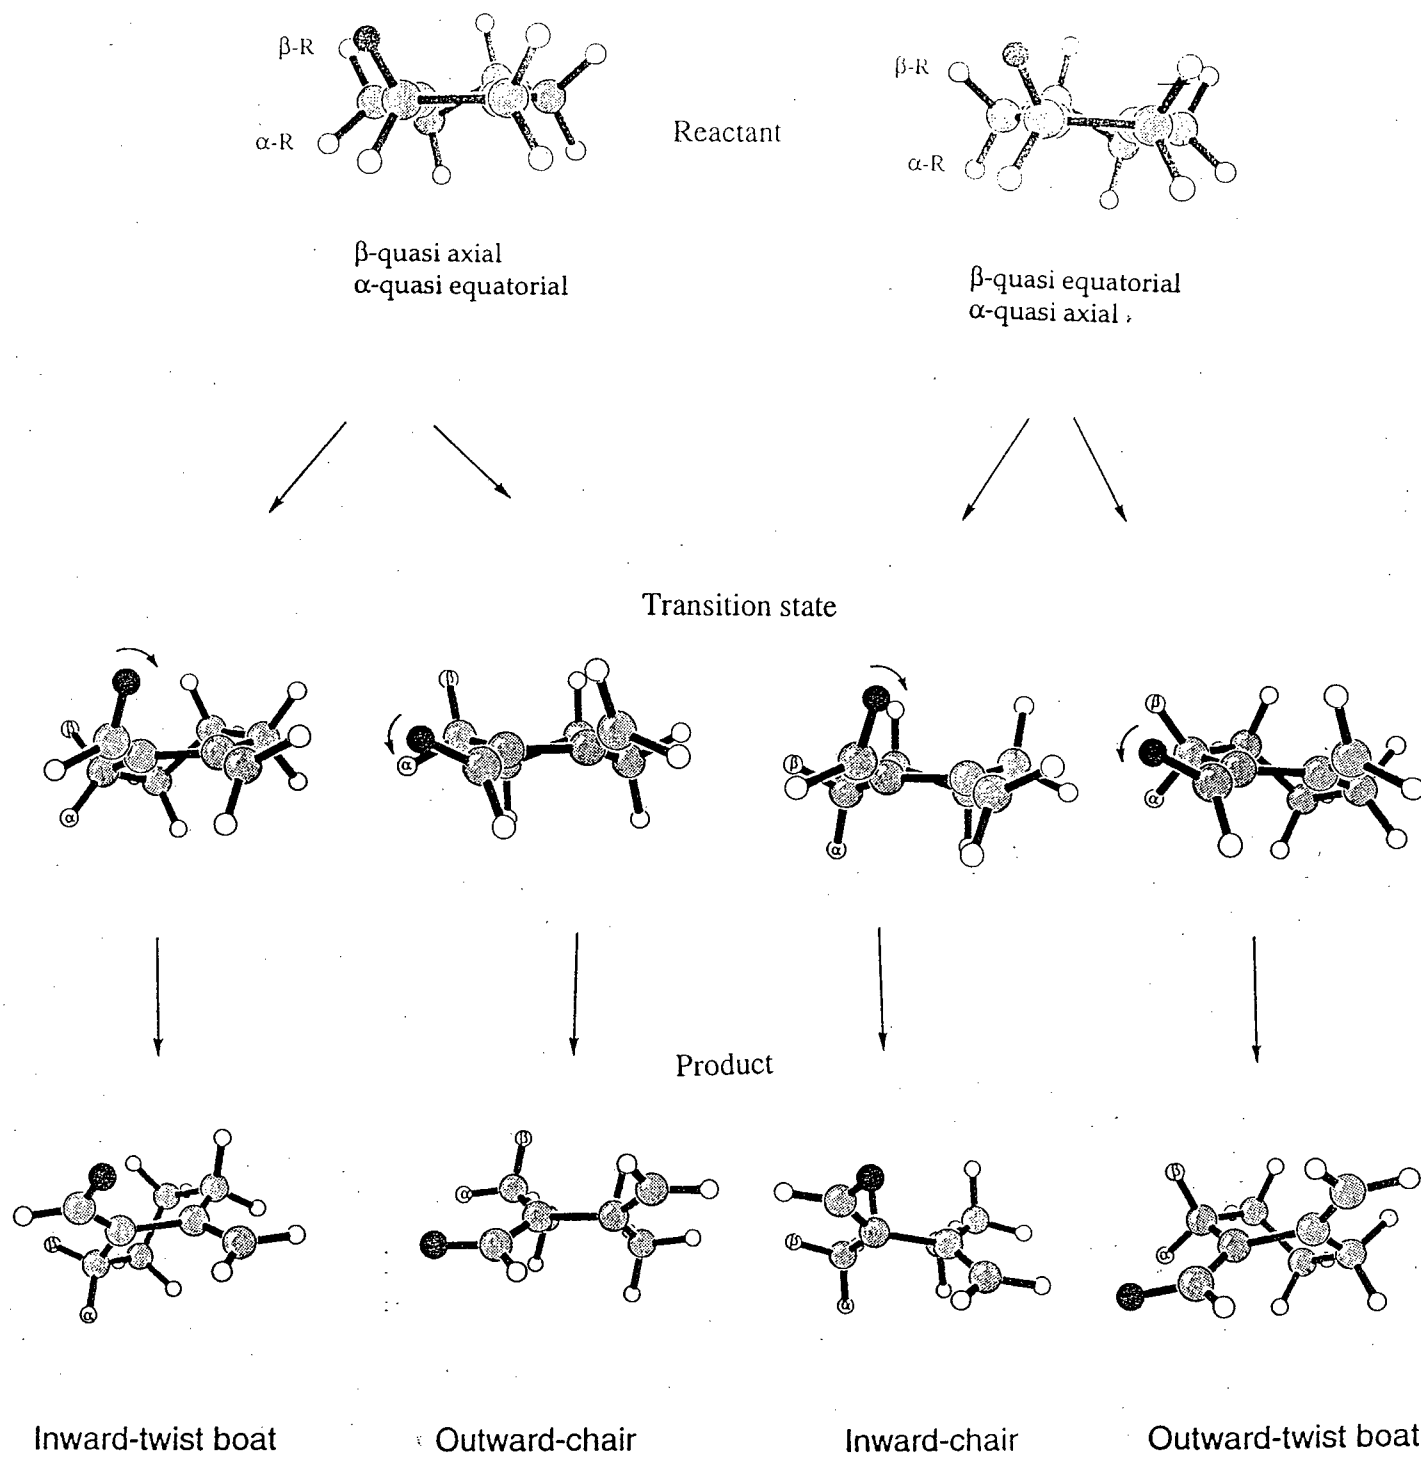 β-R
α-R
β-R
α-R
Reactant
β-quasi axial
α-quasi equatorial
β-quasi equatorial
α-quasi axial
Transition state
β
α
β
α
β
α
β
α
Product
β
α
β
α
β
α
β
α
Inward-twist boat
Outward-chair
Inward-chair
Outward-twist boat